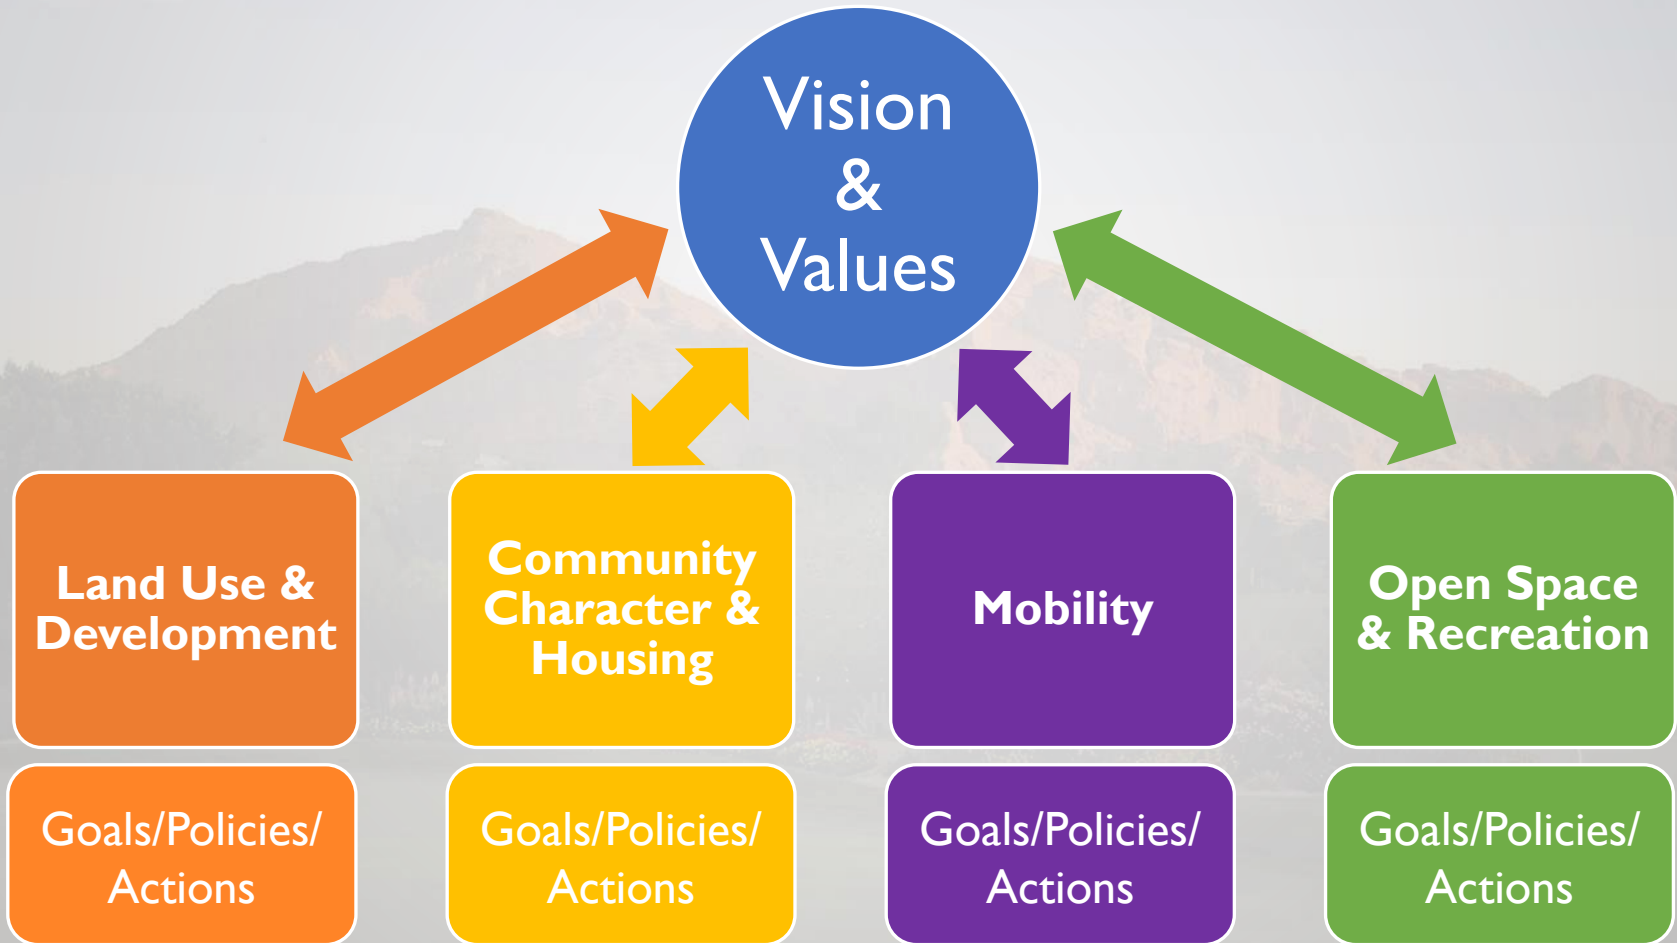 Vision
&
Values
Land Use &
Development
Community
Character &
Housing
Mobility
Open Space
& Recreation
Goals/Policies/
Actions
Goals/Policies/
Actions
Goals/Policies/
Actions
Goals/Policies/
Actions